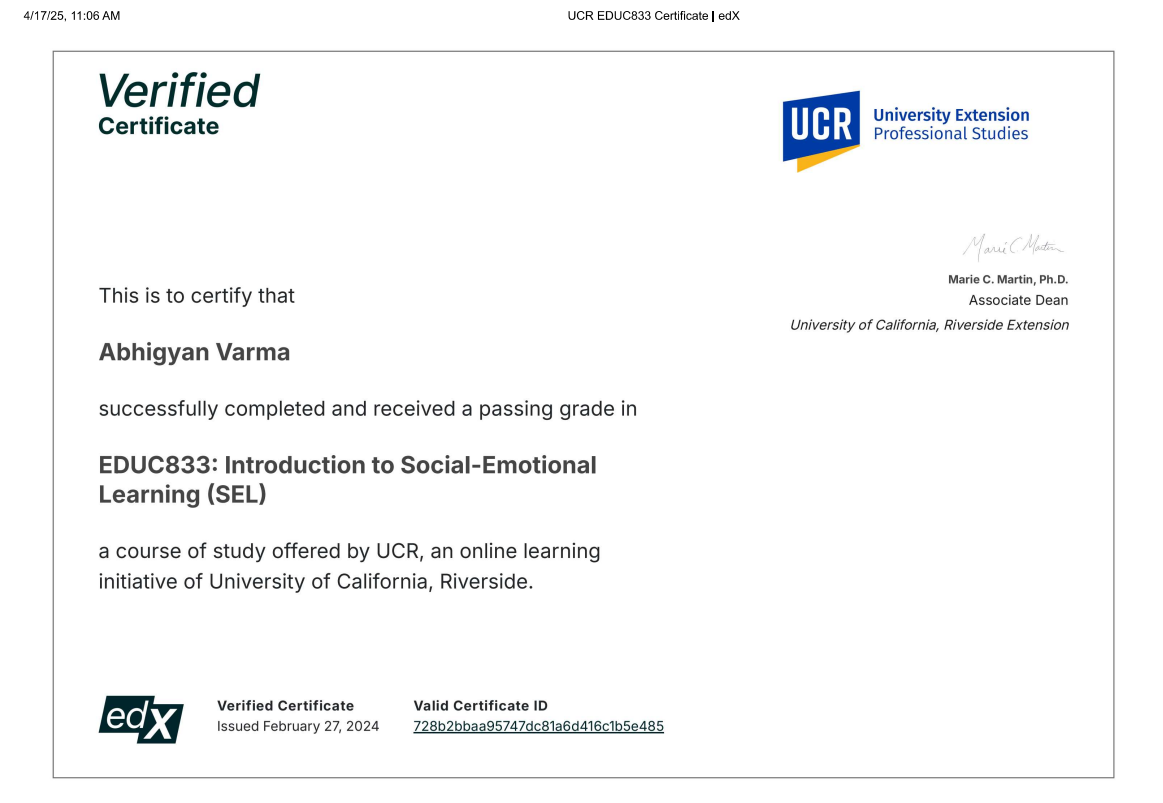 4/17/25, 11:06 AM
UCR EDUC833 Certificate | edX
Verified
Certificate
UCR
University Extension
Professional Studies
Marie C Martin
Marie C. Martin, Ph.D.
Associate Dean
University of California, Riverside Extension
This is to certify that
Abhigyan Varma
successfully completed and received a passing grade in
EDUC833: Introduction to Social-Emotional
Learning (SEL)
a course of study offered by UCR, an online learning
initiative of University of California, Riverside.
edX
Verified Certificate
Issued February 27, 2024
Valid Certificate ID
728b2bbaa95747dc81a6d416c1b5e485